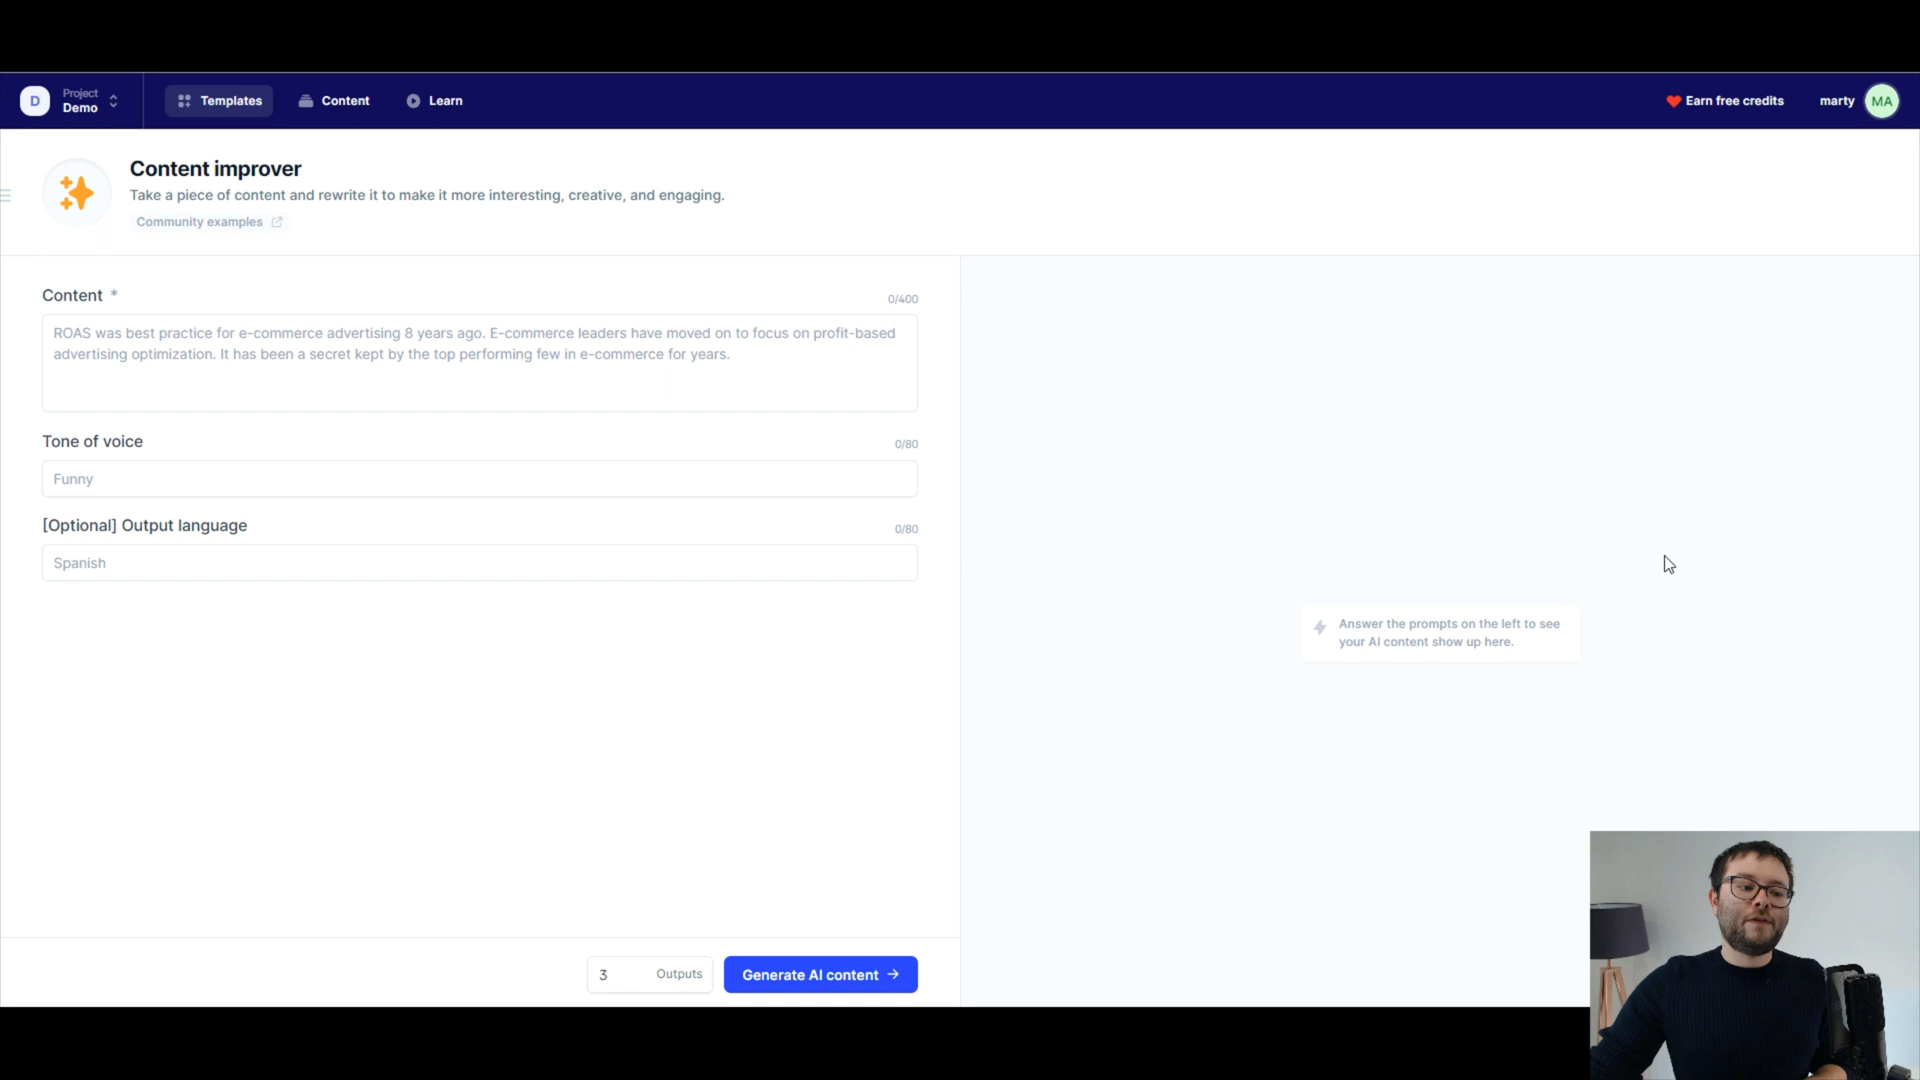 D
Project
Demo
Templates
Content
Learn
Earn free credits
marty
MA
Content improver
Take a piece of content and rewrite it to make it more interesting, creative, and engaging.
Community examples
Content *
0/400
ROAS was best practice for e-commerce advertising 8 years ago. E-commerce leaders have moved on to focus on profit-based
advertising optimization. It has been a secret kept by the top performing few in e-commerce for years.
Tone of voice
0/80
Funny
[Optional] Output language
0/80
Spanish
Answer the prompts on the left to see
your AI content show up here.
3 Outputs
Generate AI content →